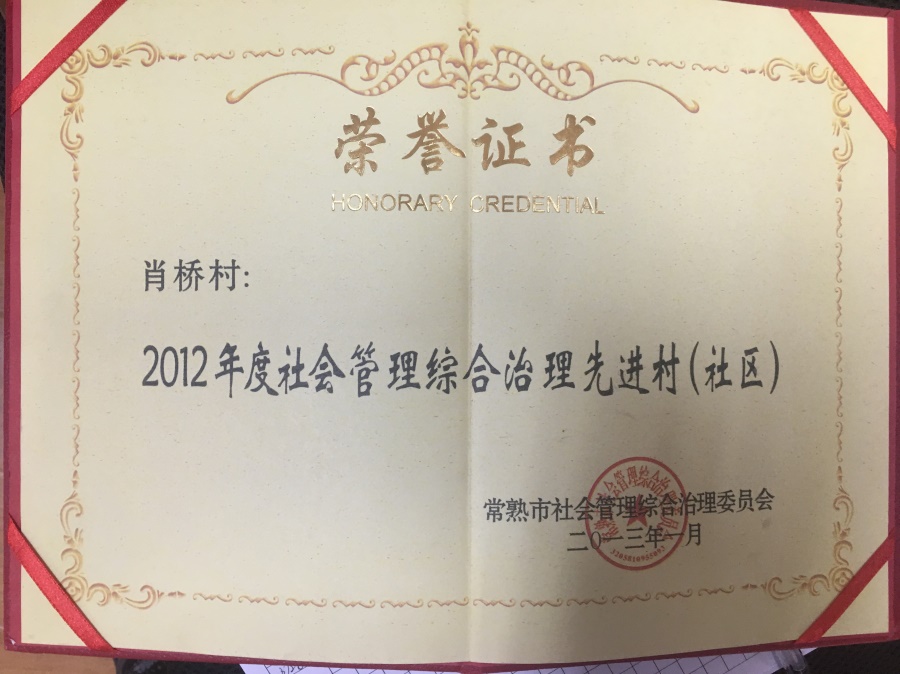 荣誉证书
HONORARY CREDENTIAL
肖桥村:
2012年度社会管理综合治理先进村(社区)
常熟市社会管理综合治理委员会
二〇一三年一月